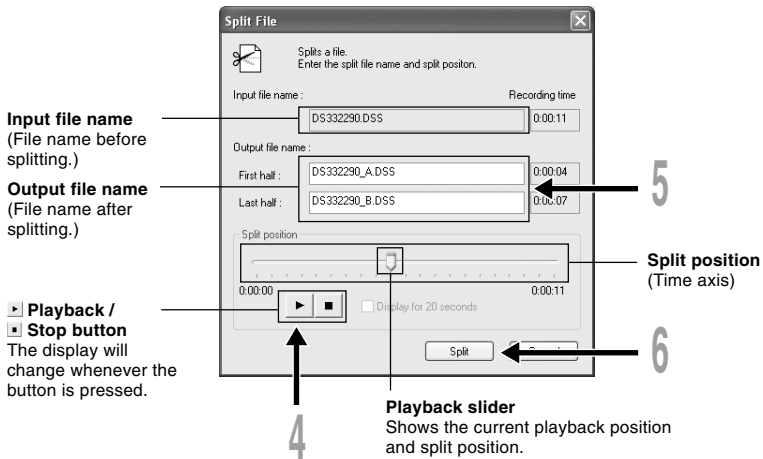 Split File
Splits a file.
Enter the split file name and split positon.
Input file name :
Recording time
DS332290.DSS
0:00:11
Output file name :
First half :
DS332290_A.DSS
0:00:04
Last half :
DS332290_B.DSS
0:00:07
Split position
0:00:00
0:00:11
Display for 20 seconds
Split
Input file name
(File name before
splitting.)
Output file name
(File name after
splitting.)
Playback /
Stop button
The display will
change whenever the
button is pressed.
4
5
Split position
(Time axis)
6
Playback slider
Shows the current playback position
and split position.